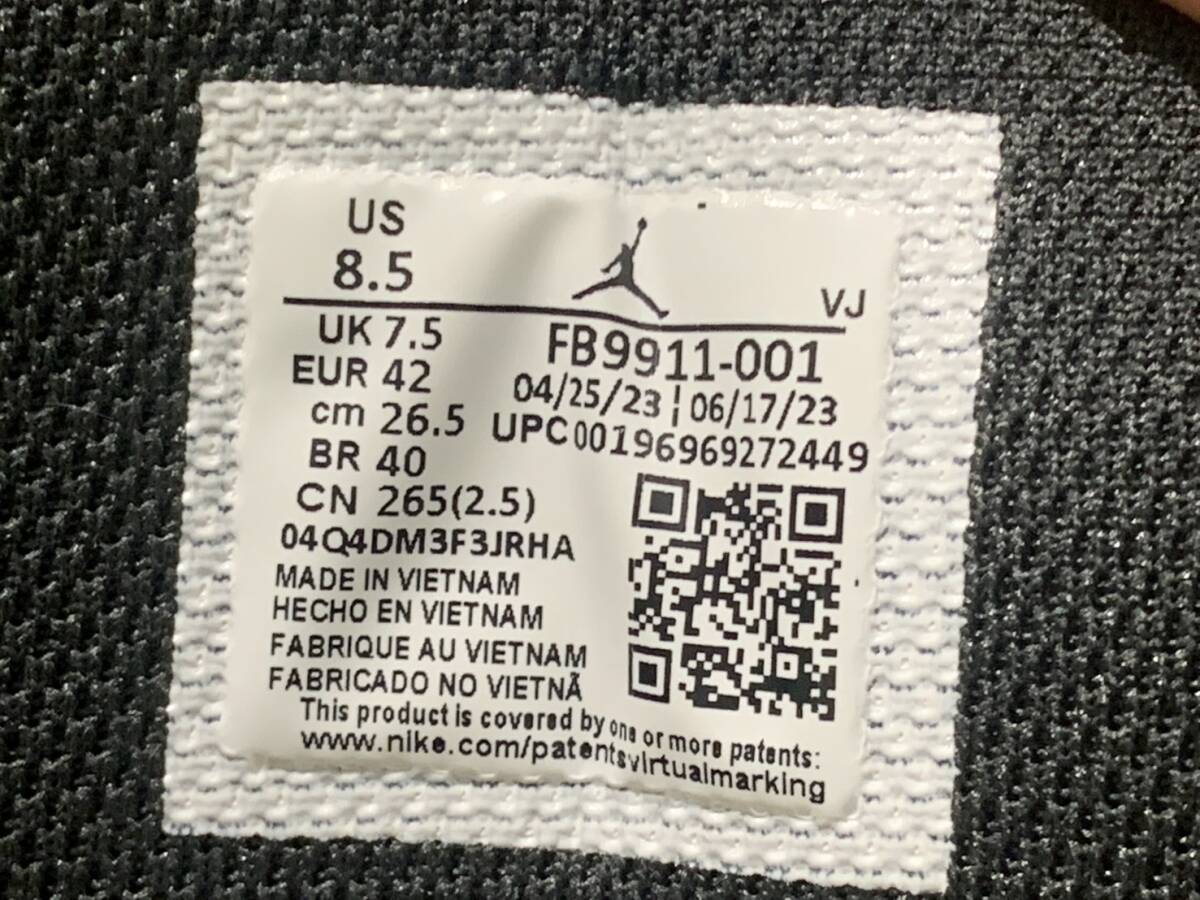 US
8.5
VJ
UK 7.5
EUR 42
cm 26.5
BR 40
CN 265(2.5)
FB9911-001
04/25/23 ¦ 06/17/23
UPC00196969272449
04Q4DM3F3JRHA
MADE IN VIETNAM
HECHO EN VIETNAM
FABRIQUE AU VIETNAM
FABRICADO NO VIETNÃ
This product is covered by one or more patents:
www.nike.com/patentsvirtualmarking